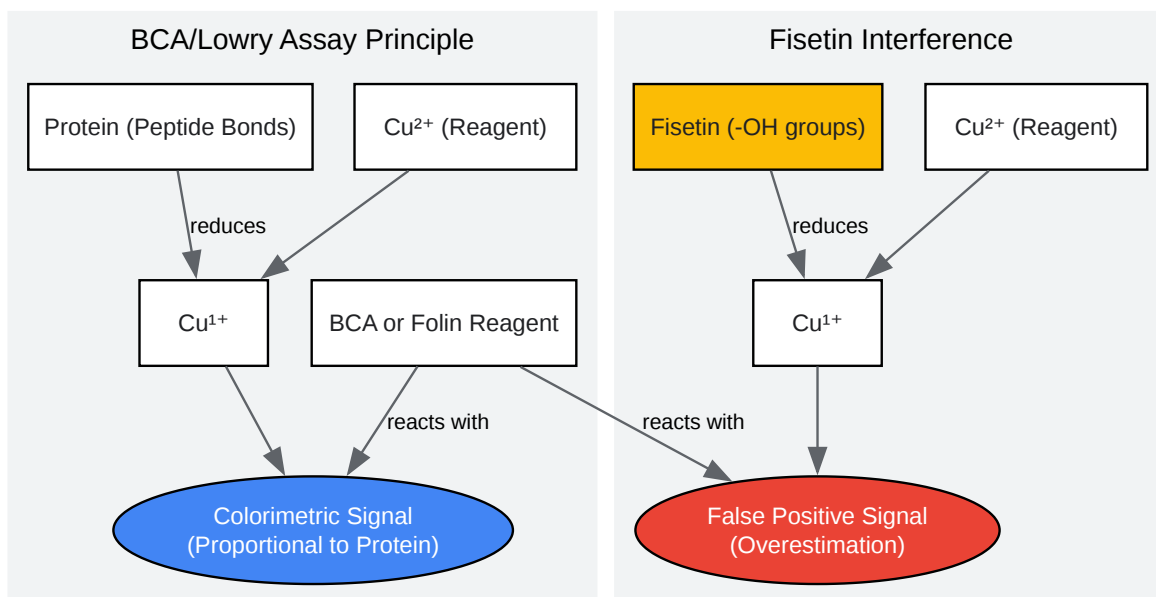 BCA/Lowry Assay Principle
Fisetin Interference
Protein (Peptide Bonds)
Cu²⁺ (Reagent)
Fisetin (-OH groups)
Cu²⁺ (Reagent)
reduces
reduces
Cu¹⁺
BCA or Folin Reagent
Cu¹⁺
reacts with
reacts with
Colorimetric Signal
(Proportional to Protein)
False Positive Signal
(Overestimation)